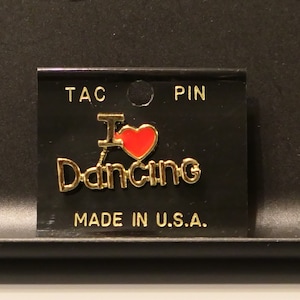 TAC PIN
I
Dancing
MADE IN U.S.A.